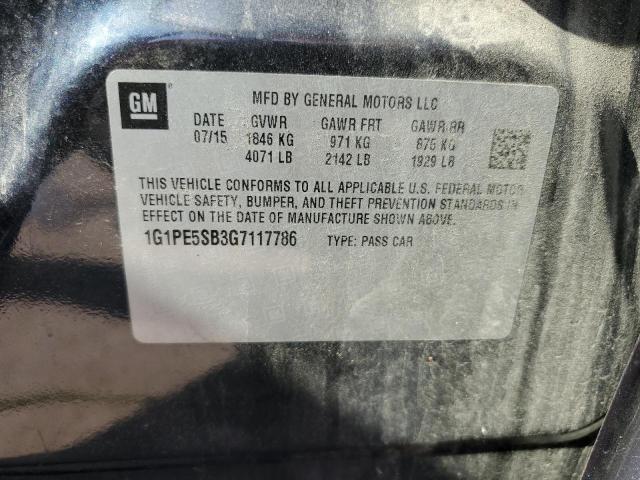 GM
MFD BY GENERAL MOTORS LLC
DATE GVWR GAWR FRT GAWR RR
07/15 1846 KG 971 KG 875 KG
4071 LB 2142 LB 1929 LB
THIS VEHICLE CONFORMS TO ALL APPLICABLE U.S. FEDERAL MOTOR
VEHICLE SAFETY, BUMPER, AND THEFT PREVENTION STANDARDS IN
EFFECT ON THE DATE OF MANUFACTURE SHOWN ABOVE.
1G1PE5SB3G7117786 TYPE: PASS CAR